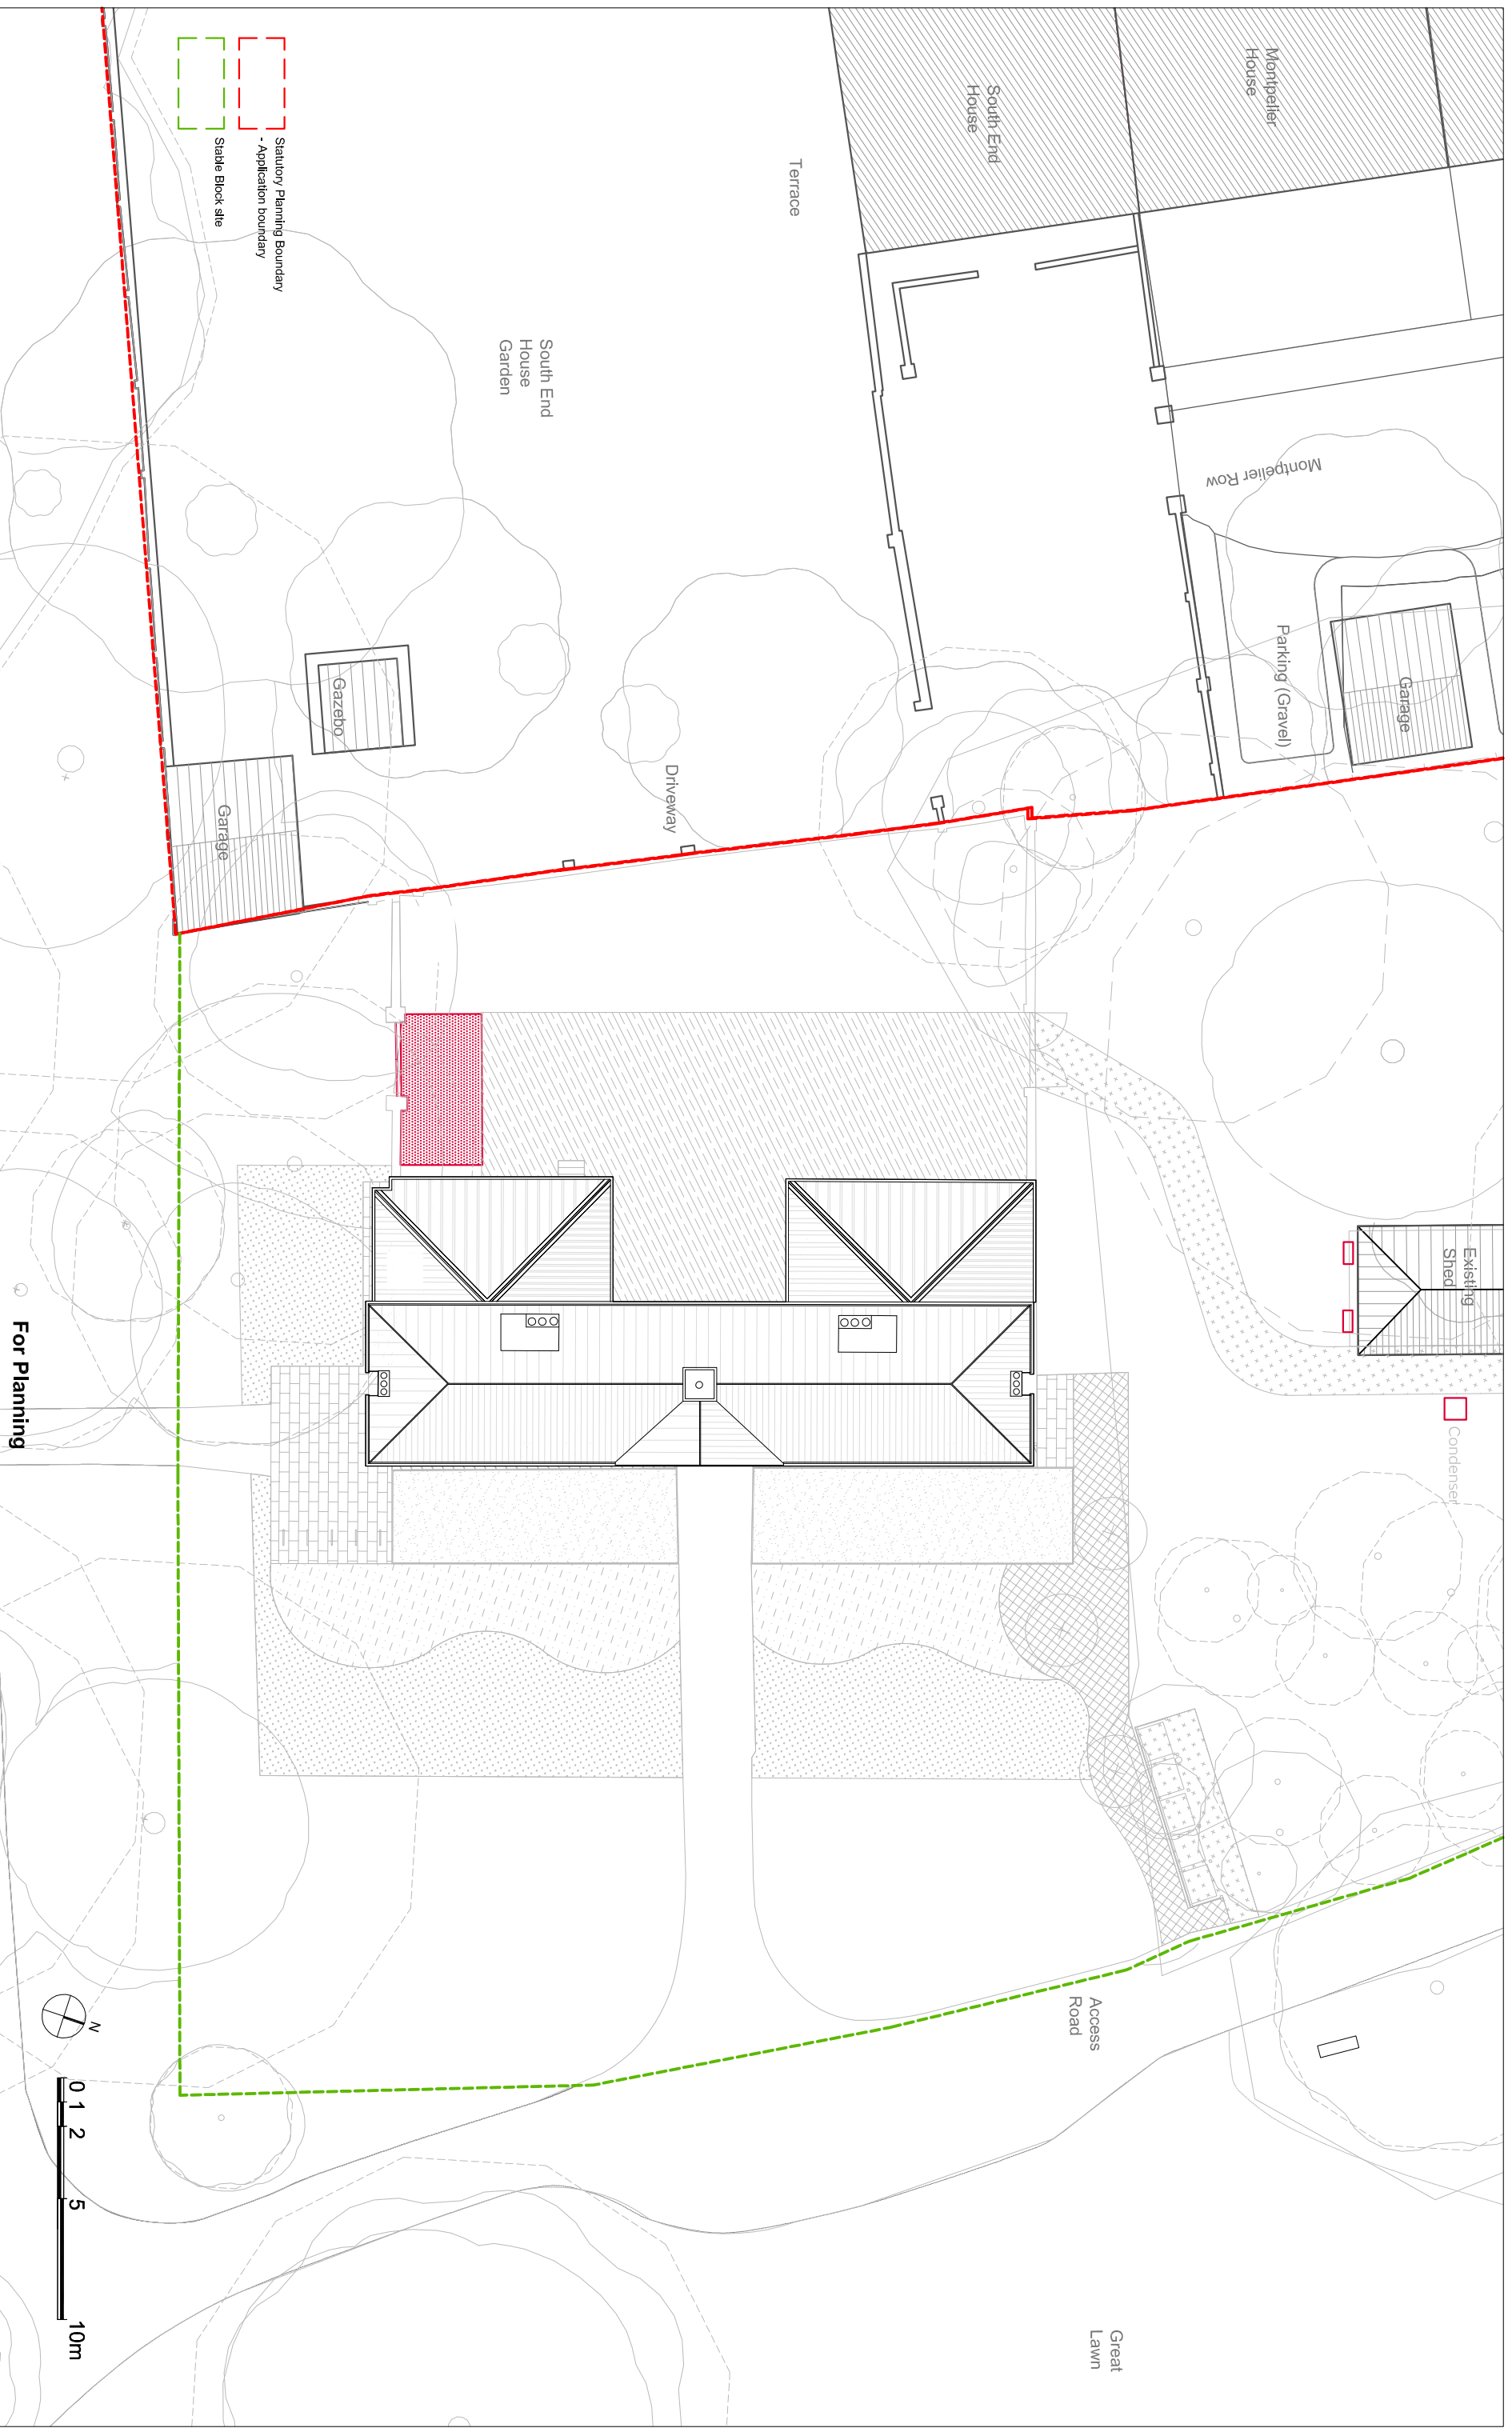 Montpelier
House
South End
House
Terrace
Statutory Planning Boundary
- Application boundary
Stable Block site
South End
House
Garden
Montpelier Row
Parking (Gravel)
Garage
Gazebo
Driveway
Garage
Existing
Shed
Condenser
For Planning
Access
Road
N
0 1 2 5 10m
Great
Lawn